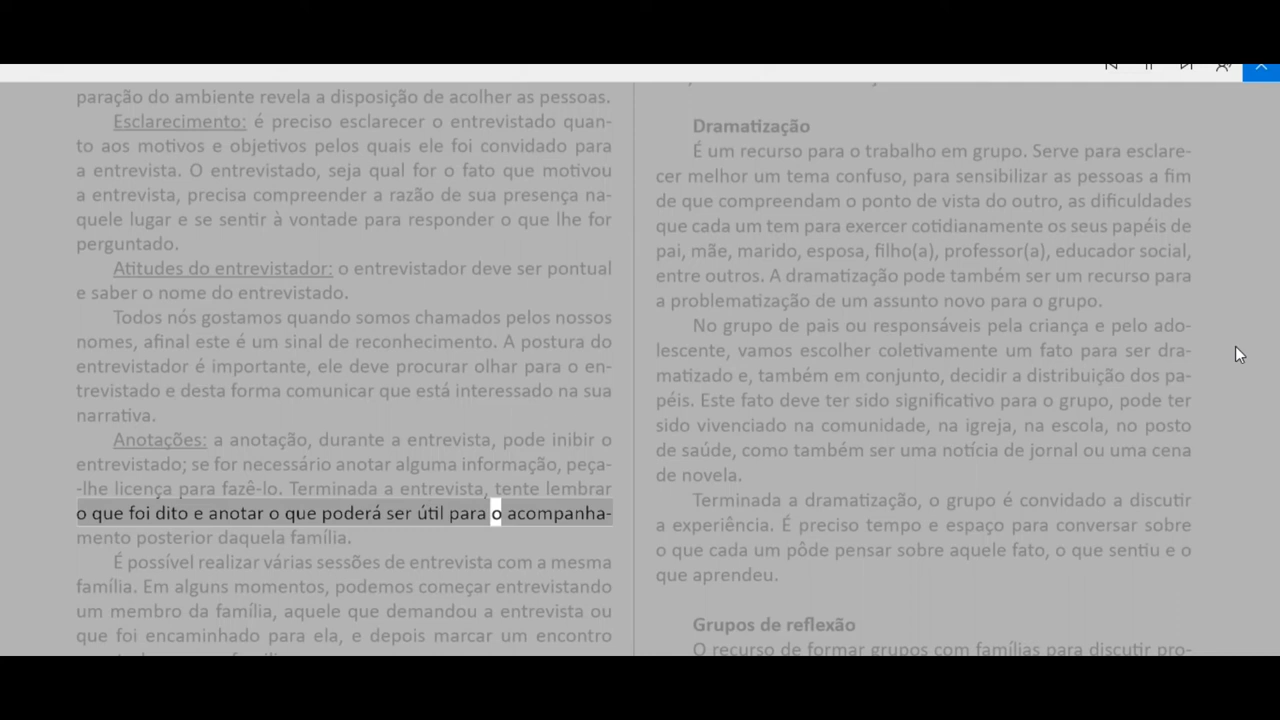 paração do ambiente revela a disposição de acolher as pessoas.
Esclarecimento: é preciso esclarecer o entrevistado quan-
to aos motivos e objetivos pelos quais ele foi convidado para
a entrevista. O entrevistado, seja qual for o fato que motivou
a entrevista, precisa compreender a razão de sua presença na-
quele lugar e se sentir à vontade para responder o que lhe for
perguntado.
Atitudes do entrevistador: o entrevistador deve ser pontual
e saber o nome do entrevistado.
Todos nós gostamos quando somos chamados pelos nossos
nomes, afinal este é um sinal de reconhecimento. A postura do
entrevistador é importante, ele deve procurar olhar para o en-
trevistado e desta forma comunicar que está interessado na sua
narrativa.
Anotações: a anotação, durante a entrevista, pode inibir o
entrevistado; se for necessário anotar alguma informação, peça-
-lhe licença para fazê-lo. Terminada a entrevista, tente lembrar
o que foi dito e anotar o que poderá ser útil para o acompanha-
mento posterior daquela família.
É possível realizar várias sessões de entrevista com a mesma
família. Em alguns momentos, podemos começar entrevistando
um membro da família, aquele que demandou a entrevista ou
que foi encaminhado para ela, e depois marcar um encontro
Dramatização
É um recurso para o trabalho em grupo. Serve para esclare-
cer melhor um tema confuso, para sensibilizar as pessoas a fim
de que compreendam o ponto de vista do outro, as dificuldades
que cada um tem para exercer cotidianamente os seus papéis de
pai, mãe, marido, esposa, filho(a), professor(a), educador social,
entre outros. A dramatização pode também ser um recurso para
a problematização de um assunto novo para o grupo.
No grupo de pais ou responsáveis pela criança e pelo ado-
lescente, vamos escolher coletivamente um fato para ser dra-
matizado e, também em conjunto, decidir a distribuição dos pa-
péis. Este fato deve ter sido significativo para o grupo, pode ter
sido vivenciado na comunidade, na igreja, na escola, no posto
de saúde, como também ser uma notícia de jornal ou uma cena
de novela.
Terminada a dramatização, o grupo é convidado a discutir
a experiência. É preciso tempo e espaço para conversar sobre
o que cada um pôde pensar sobre aquele fato, o que sentiu e o
que aprendeu.
Grupos de reflexão
O recurso de formar grupos com famílias para discutir pro-